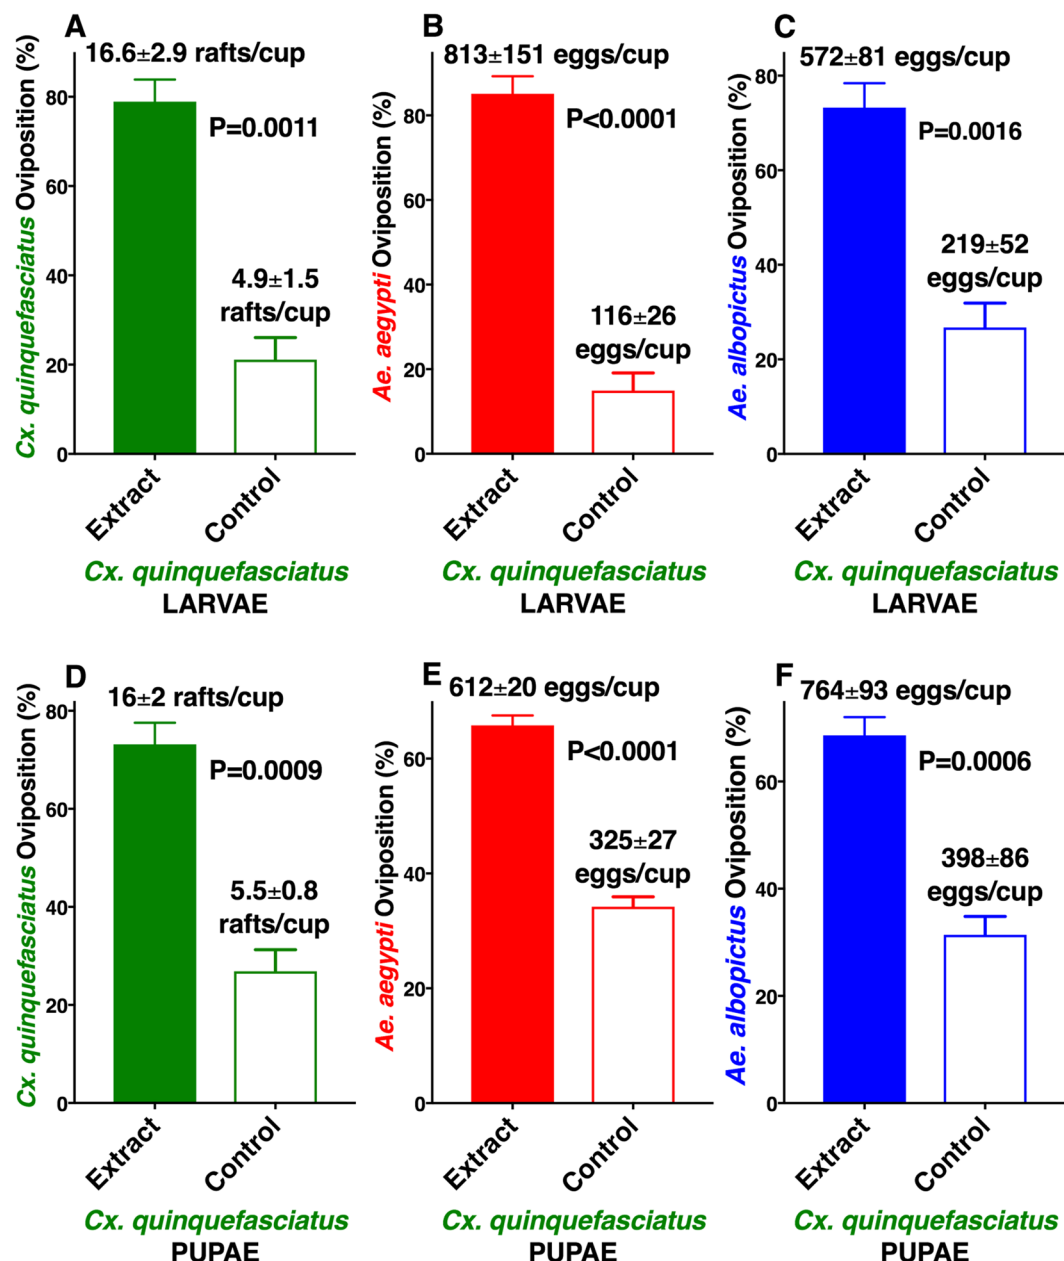 A
16.6±2.9 rafts/cup
Cx. quinquefasciatus Oviposition (%)
80
60
40
20
0
P=0.0011
4.9±1.5
rafts/cup
Extract
Control
Cx. quinquefasciatus
LARVAE
B
813±151 eggs/cup
Ae. aegypti Oviposition (%)
80
60
40
20
0
P<0.0001
116±26
eggs/cup
Extract
Control
Cx. quinquefasciatus
LARVAE
C
572±81 eggs/cup
Ae. albopictus Oviposition (%)
80
60
40
20
0
P=0.0016
219±52
eggs/cup
Extract
Control
Cx. quinquefasciatus
LARVAE
D
16±2 rafts/cup
Cx. quinquefasciatus Oviposition (%)
80
60
40
20
0
P=0.0009
5.5±0.8
rafts/cup
Extract
Control
Cx. quinquefasciatus
PUPAE
E
612±20 eggs/cup
Ae. aegypti Oviposition (%)
60
40
20
0
P<0.0001
325±27
eggs/cup
Extract
Control
Cx. quinquefasciatus
PUPAE
F
764±93 eggs/cup
Ae. albopictus Oviposition (%)
60
40
20
0
P=0.0006
398±86
eggs/cup
Extract
Control
Cx. quinquefasciatus
PUPAE